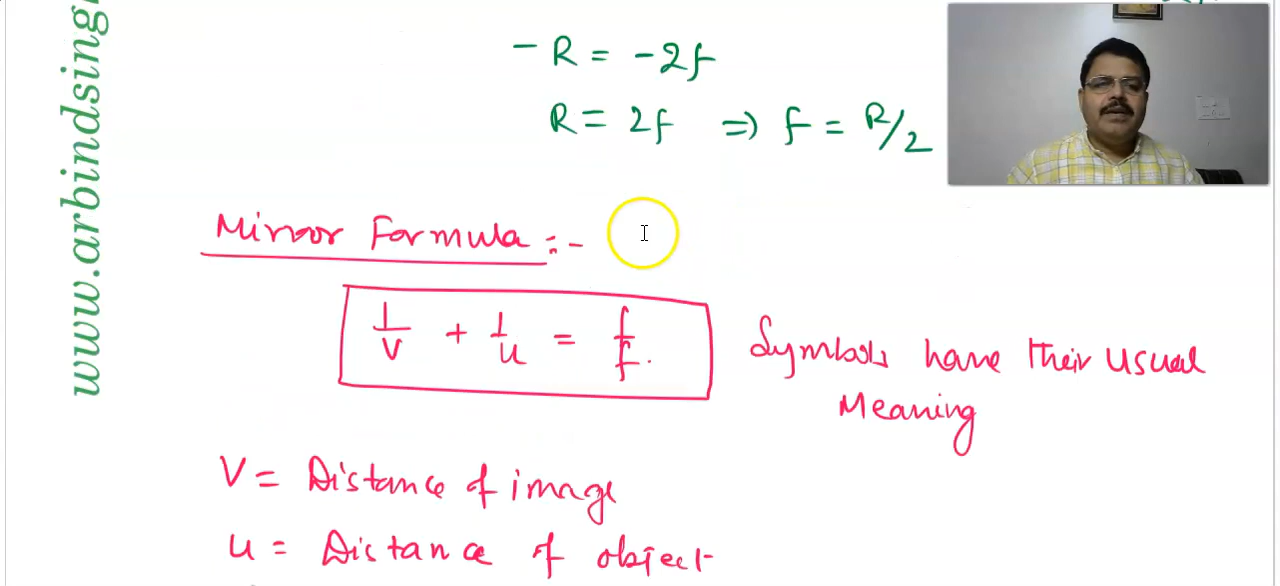 www.arbindsing
- R = -2f
R = 2f => f = R/2
Mirror Formula :-
1/v + 1/u = 1/f. Symbols have their usual
Meaning
V = Distance of image
u = Distance of object